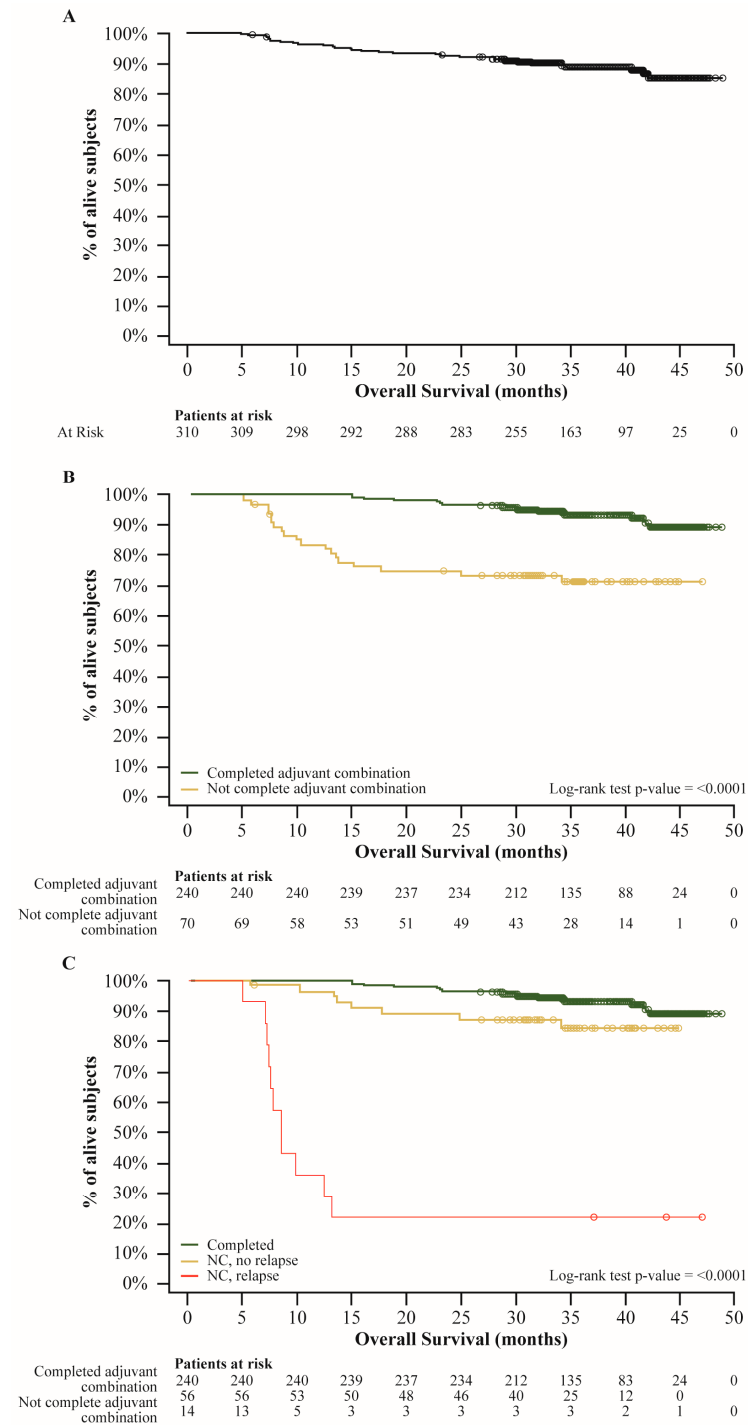 A
100%
90%
80%
70%
60%
50%
40%
30%
20%
10%
0%
% of alive subjects
0 5 10 15 20 25 30 35 40 45 50
Overall Survival (months)
Patients at risk
At Risk 310 309 298 292 288 283 255 163 97 25 0
B
100%
90%
80%
70%
60%
50%
40%
30%
20%
10%
0%
% of alive subjects
Completed adjuvant combination
Not complete adjuvant combination
Log-rank test p-value = <0.0001
0 5 10 15 20 25 30 35 40 45 50
Overall Survival (months)
Patients at risk
Completed adjuvant
combination 240 240 240 239 237 234 212 135 88 24 0
Not complete adjuvant
combination 70 69 58 53 51 49 43 28 14 1 0
C
100%
90%
80%
70%
60%
50%
40%
30%
20%
10%
0%
% of alive subjects
Completed
NC, no relapse
NC, relapse
Log-rank test p-value = <0.0001
0 5 10 15 20 25 30 35 40 45 50
Overall Survival (months)
Patients at risk
Completed adjuvant
combination
240 240 240 239 237 234 212 135 83 24 0
Not complete adjuvant
combination
56 56 53 50 48 46 40 25 12 0
14 13 5 3 3 3 3 3 2 1 0